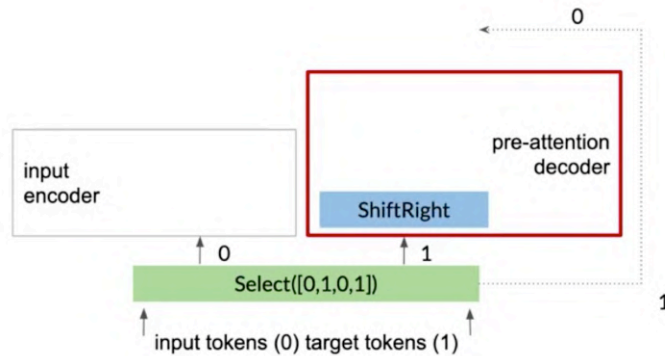 0
input
encoder
pre-attention
decoder
ShiftRight
0
1
Select([0,1,0,1])
1
input tokens (0) target tokens (1)